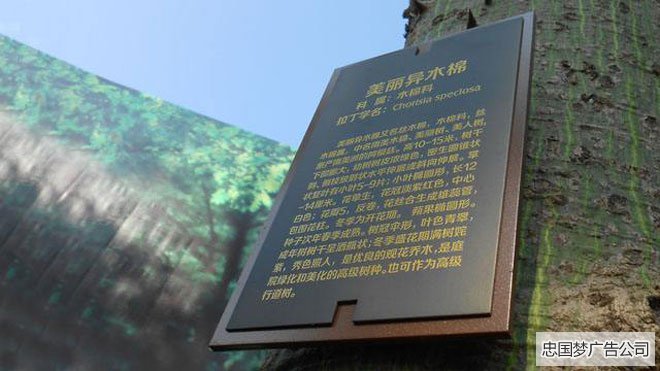 美丽异木棉
科 属：木棉科
拉丁学名：Chorisia speciosa
美丽异木棉又名丝木棉，木棉科，丝
木棉属，中名南美木棉、美丽树、美人树。
原产南美洲的阿根廷。高10-15米，树干
下部膨大；幼树树皮浓绿色，密生圆锥状
刺，侧枝放射状水平伸展或斜向伸展。掌
状复叶有小叶5-9片；小叶椭圆形，长12
-14厘米。花单生，花冠淡紫红色，中心
白色；花瓣5，反卷，花丝合生成雄蕊管，
包围花柱。冬季为开花期。蒴果椭圆形。
种子次年春季成熟。树冠伞形，叶色青翠，
成年树树干呈酒瓶状；冬季盛花期满树姹
紫，秀色照人，是优良的观花乔木，是庭
院绿化和美化的高级树种。也可作为高级
行道树。
忠国梦广告公司